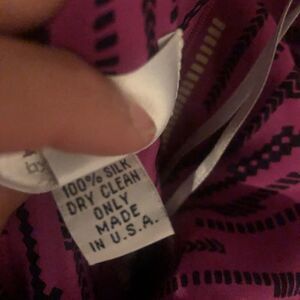 100% SILK
DRY CLEAN
ONLY
MADE
IN U.S.A.